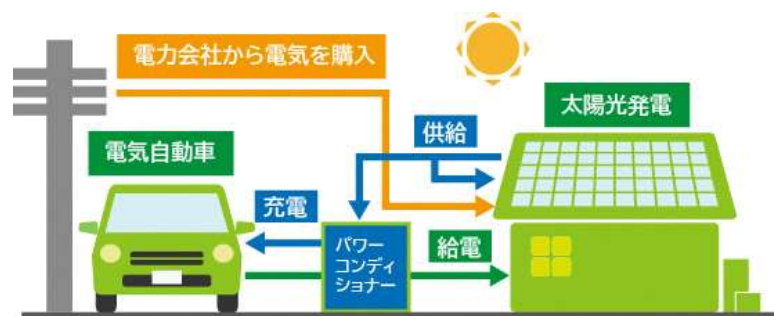 電力会社から電気を購入
太陽光発電
供給
電気自動車
充電
パワー
コンディ
ショナー
給電